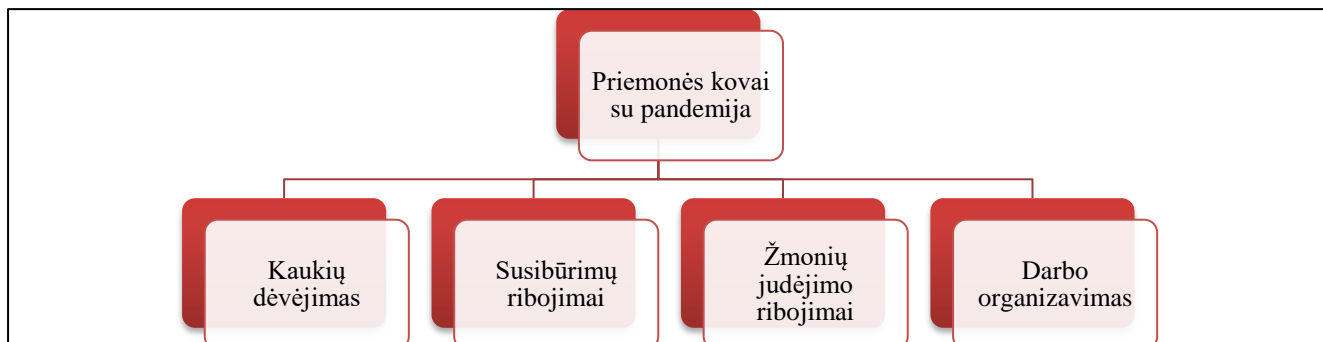 Priemonės kovai
su pandemija
Kaukių
dėvėjimas
Susibūrimų
ribojimai
Žmonių
judėjimo
ribojimai
Darbo
organizavimas